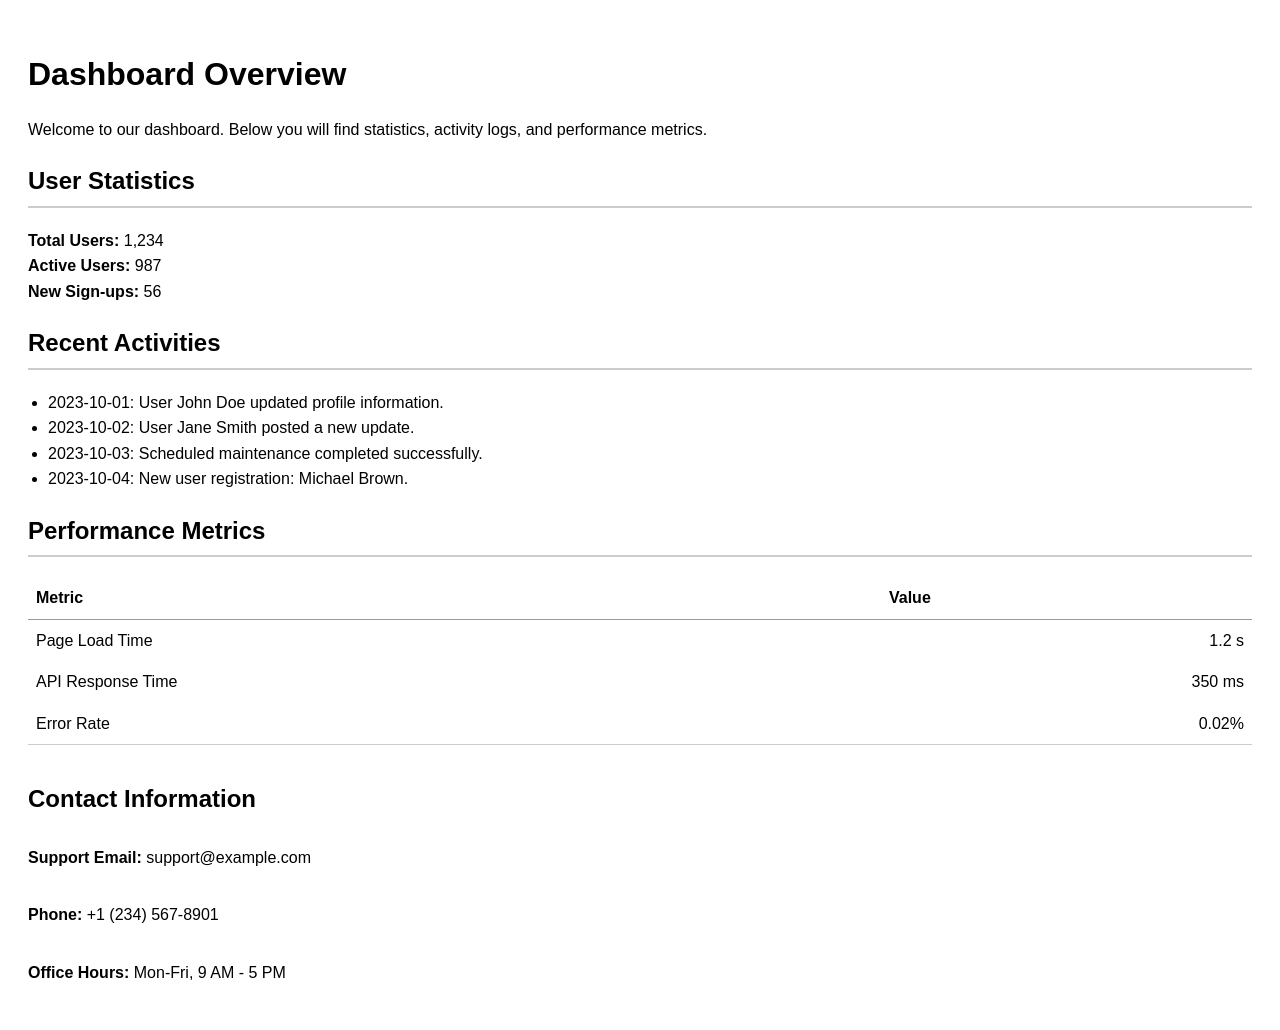 Dashboard Overview
Welcome to our dashboard. Below you will find statistics, activity logs, and performance metrics.
User Statistics
Total Users: 1,234
Active Users: 987
New Sign-ups: 56
Recent Activities
• 2023-10-01: User John Doe updated profile information.
• 2023-10-02: User Jane Smith posted a new update.
• 2023-10-03: Scheduled maintenance completed successfully.
• 2023-10-04: New user registration: Michael Brown.
Performance Metrics
Metric Value
Page Load Time 1.2 s
API Response Time 350 ms
Error Rate 0.02%
Contact Information
Support Email: support@example.com
Phone: +1 (234) 567-8901
Office Hours: Mon-Fri, 9 AM - 5 PM